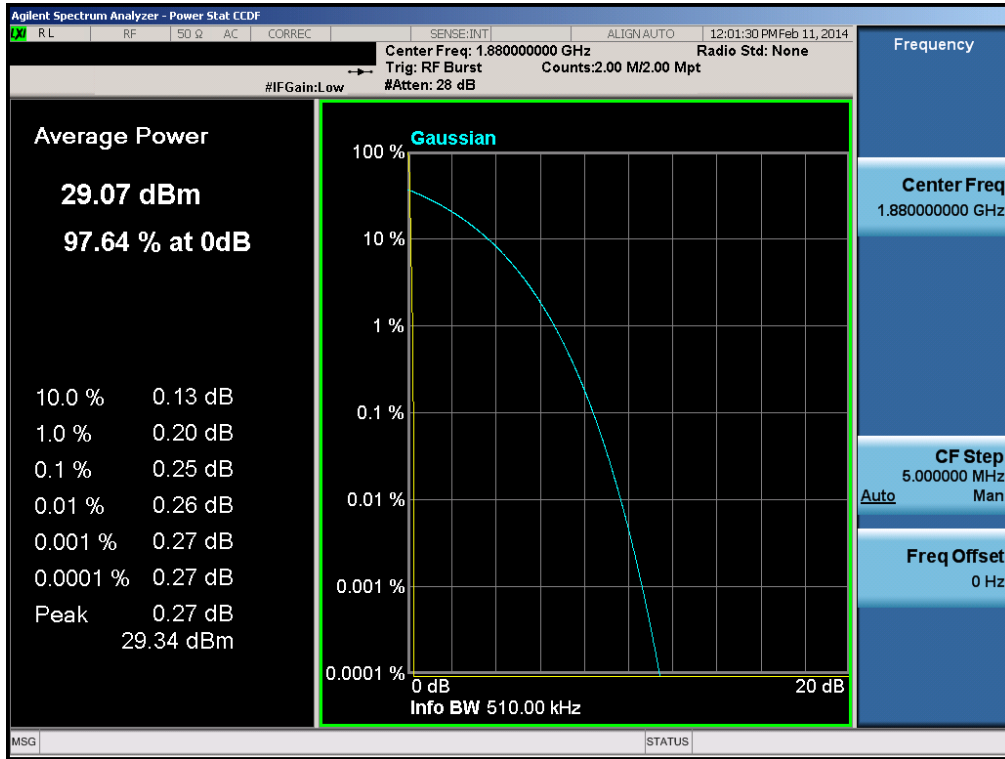 Agilent Spectrum Analyzer - Power Stat CCDF
LXI RL RF 50 Ω AC CORREC SENSE:INT ALIGN AUTO 12:01:30 PM Feb 11, 2014
Center Freq: 1.880000000 GHz Radio Std: None
Trig: RF Burst Counts:2.00 M/2.00 Mpt
#IFGain:Low #Atten: 28 dB
Average Power
29.07 dBm
97.64 % at 0dB
10.0 % 0.13 dB
1.0 % 0.20 dB
0.1 % 0.25 dB
0.01 % 0.26 dB
0.001 % 0.27 dB
0.0001 % 0.27 dB
Peak 0.27 dB
29.34 dBm
Gaussian
100 %
10 %
1 %
0.1 %
0.01 %
0.001 %
0.0001 %
0 dB 20 dB
Info BW 510.00 kHz
Frequency
Center Freq
1.880000000 GHz
CF Step
5.000000 MHz
Auto Man
Freq Offset
0 Hz
MSG STATUS